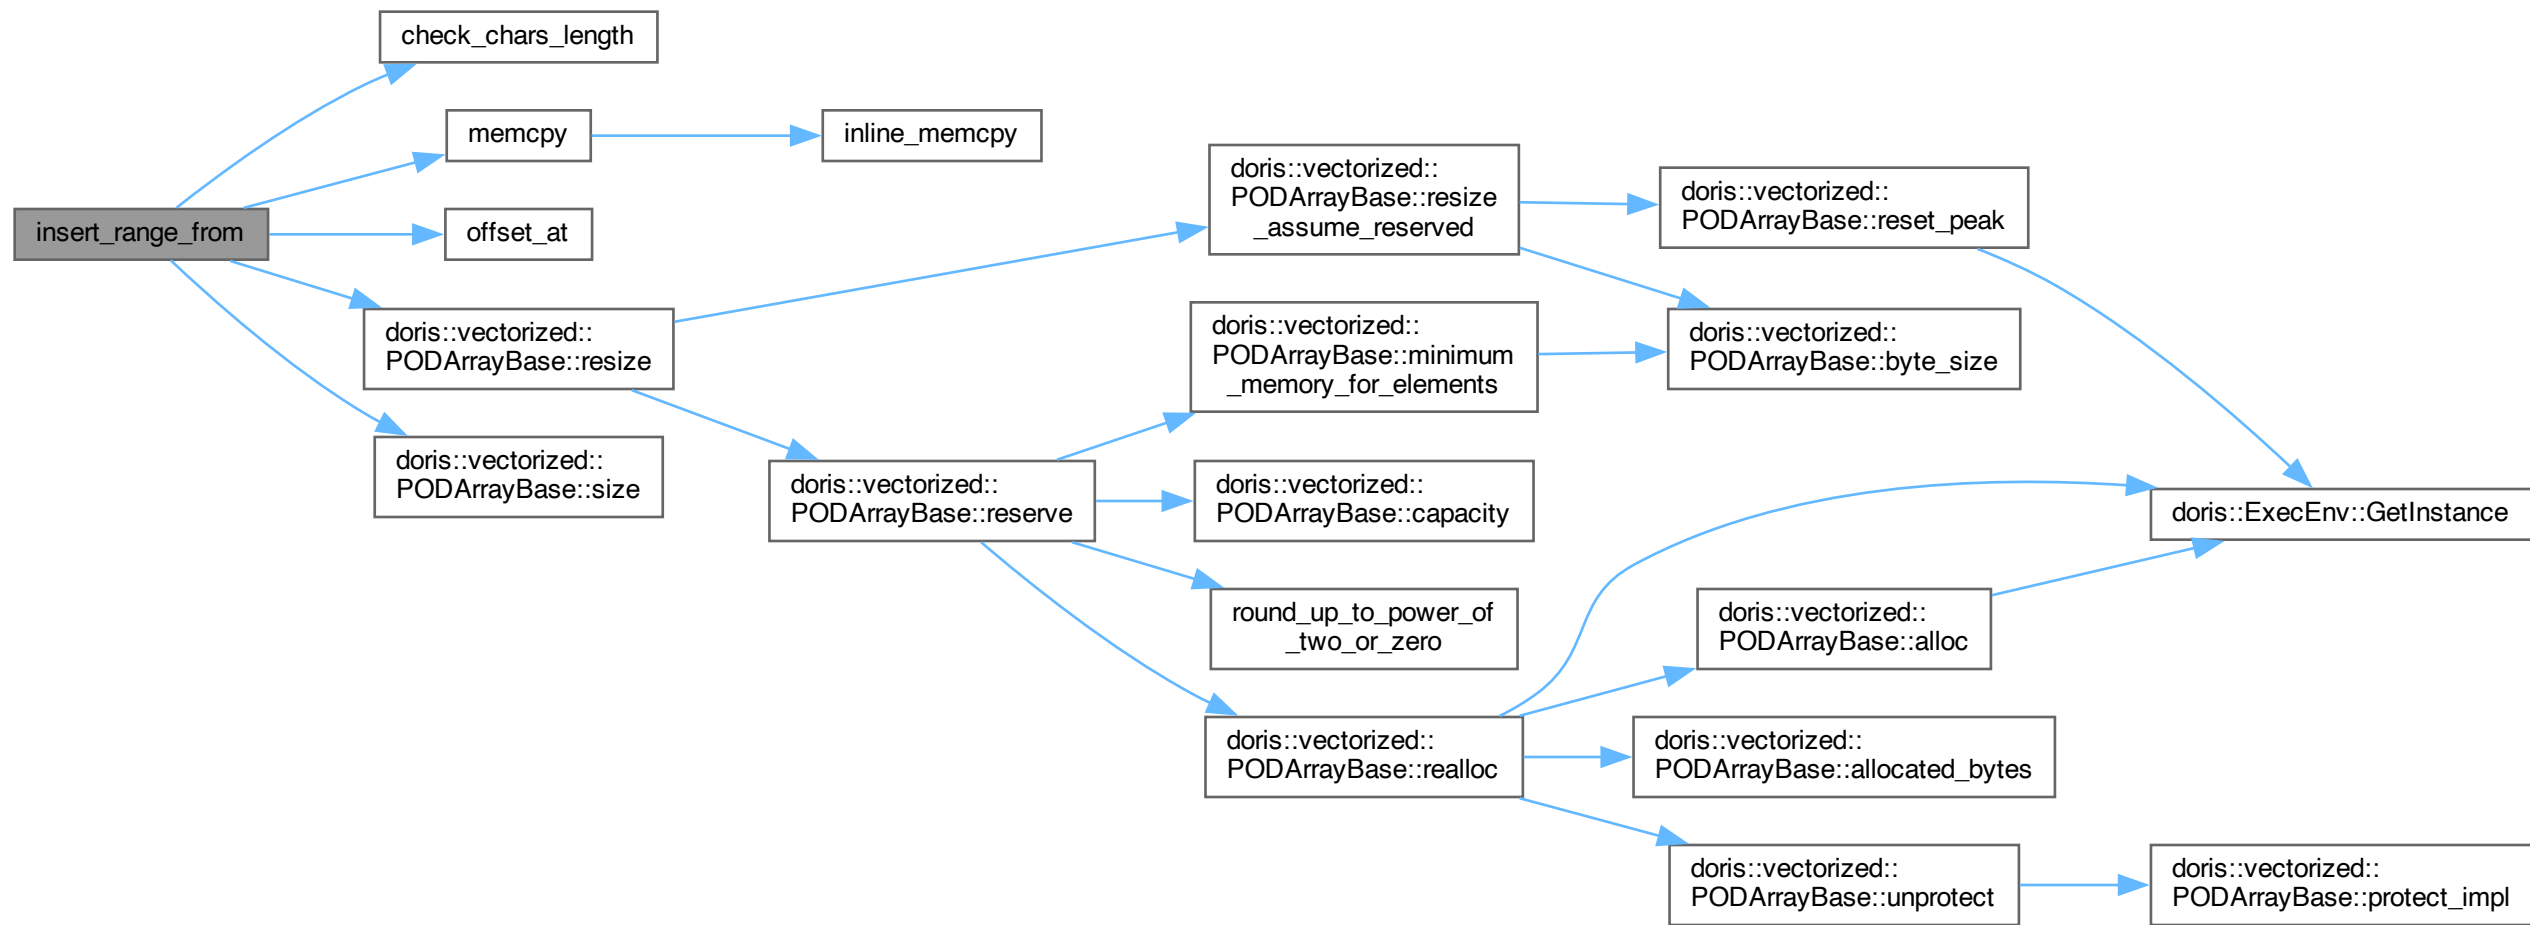 check_chars_length
memcpy
inline_memcpy
insert_range_from
offset_at
doris::vectorized::
PODArrayBase::resize
doris::vectorized::
PODArrayBase::size
doris::vectorized::
PODArrayBase::resize
_assume_reserved
doris::vectorized::
PODArrayBase::reset_peak
doris::vectorized::
PODArrayBase::minimum
_memory_for_elements
doris::vectorized::
PODArrayBase::byte_size
doris::vectorized::
PODArrayBase::reserve
doris::vectorized::
PODArrayBase::capacity
doris::ExecEnv::GetInstance
round_up_to_power_of
_two_or_zero
doris::vectorized::
PODArrayBase::alloc
doris::vectorized::
PODArrayBase::realloc
doris::vectorized::
PODArrayBase::allocated_bytes
doris::vectorized::
PODArrayBase::unprotect
doris::vectorized::
PODArrayBase::protect_impl